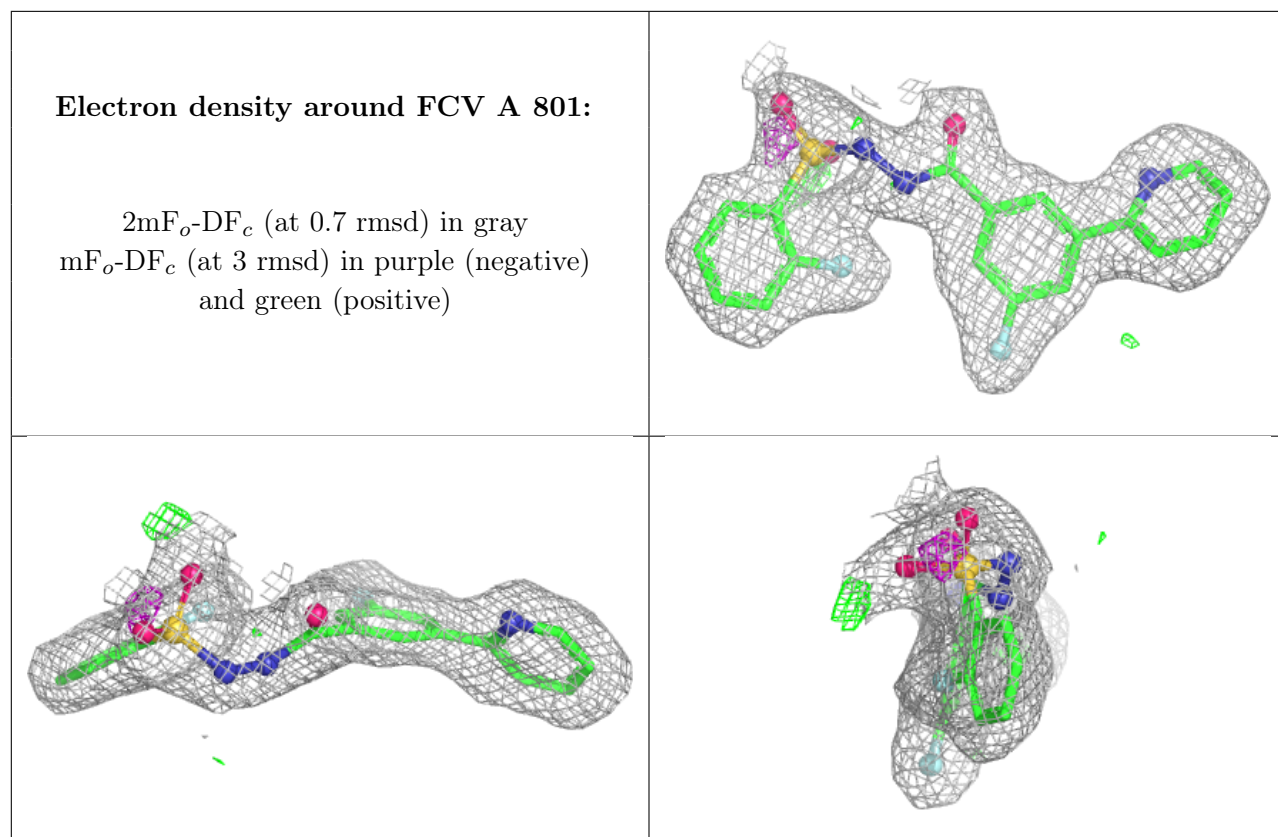 Electron density around FCV A 801:
2mFo-DFc (at 0.7 rmsd) in gray
mFo-DFc (at 3 rmsd) in purple (negative)
and green (positive)